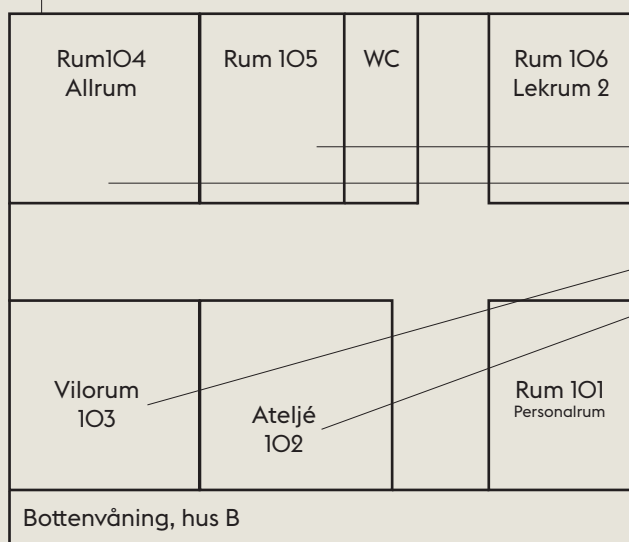 Rum104
Allrum
Rum 105
WC
Rum 106
Lekrum 2
Vilorum
103
Ateljé
102
Rum 101
Personalrum
Bottenvåning, hus B